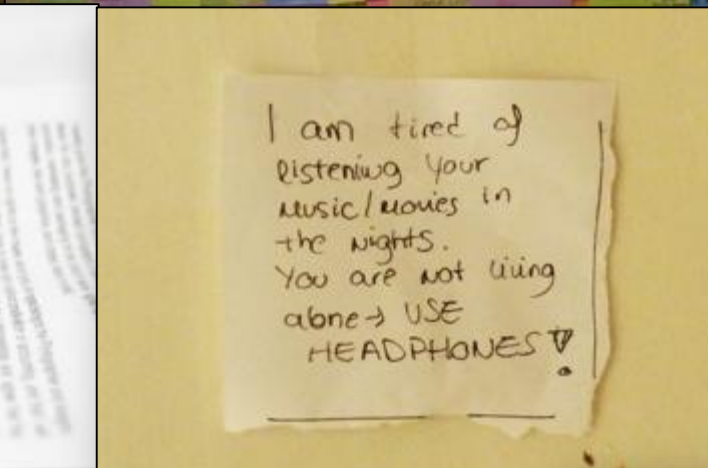 I am tired of
listening your
music/movies in
the nights.
You are not living
alone → USE
HEADPHONES!